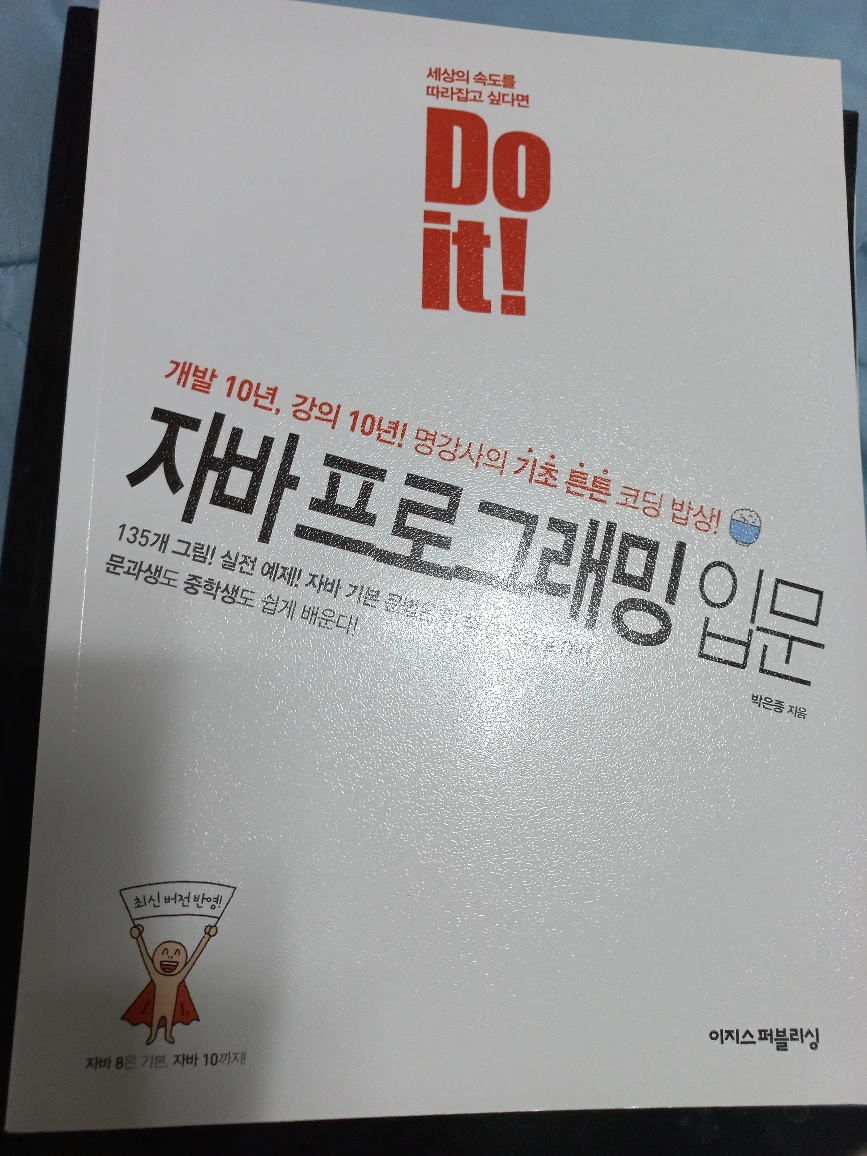 세상의 속도를
따라잡고 싶다면
Do
it!
개발 10년, 강의 10년! 명강사의 기초 튼튼 코딩 밥상!
자바 프로그래밍 입문
135개 그림! 실전 예제! 자바 기본 문법은
문과생도 중학생도 쉽게 배운다!
박은종 지음
최신 버전 반영!
자바 8은 기본, 자바 10까지!
이지스퍼블리싱